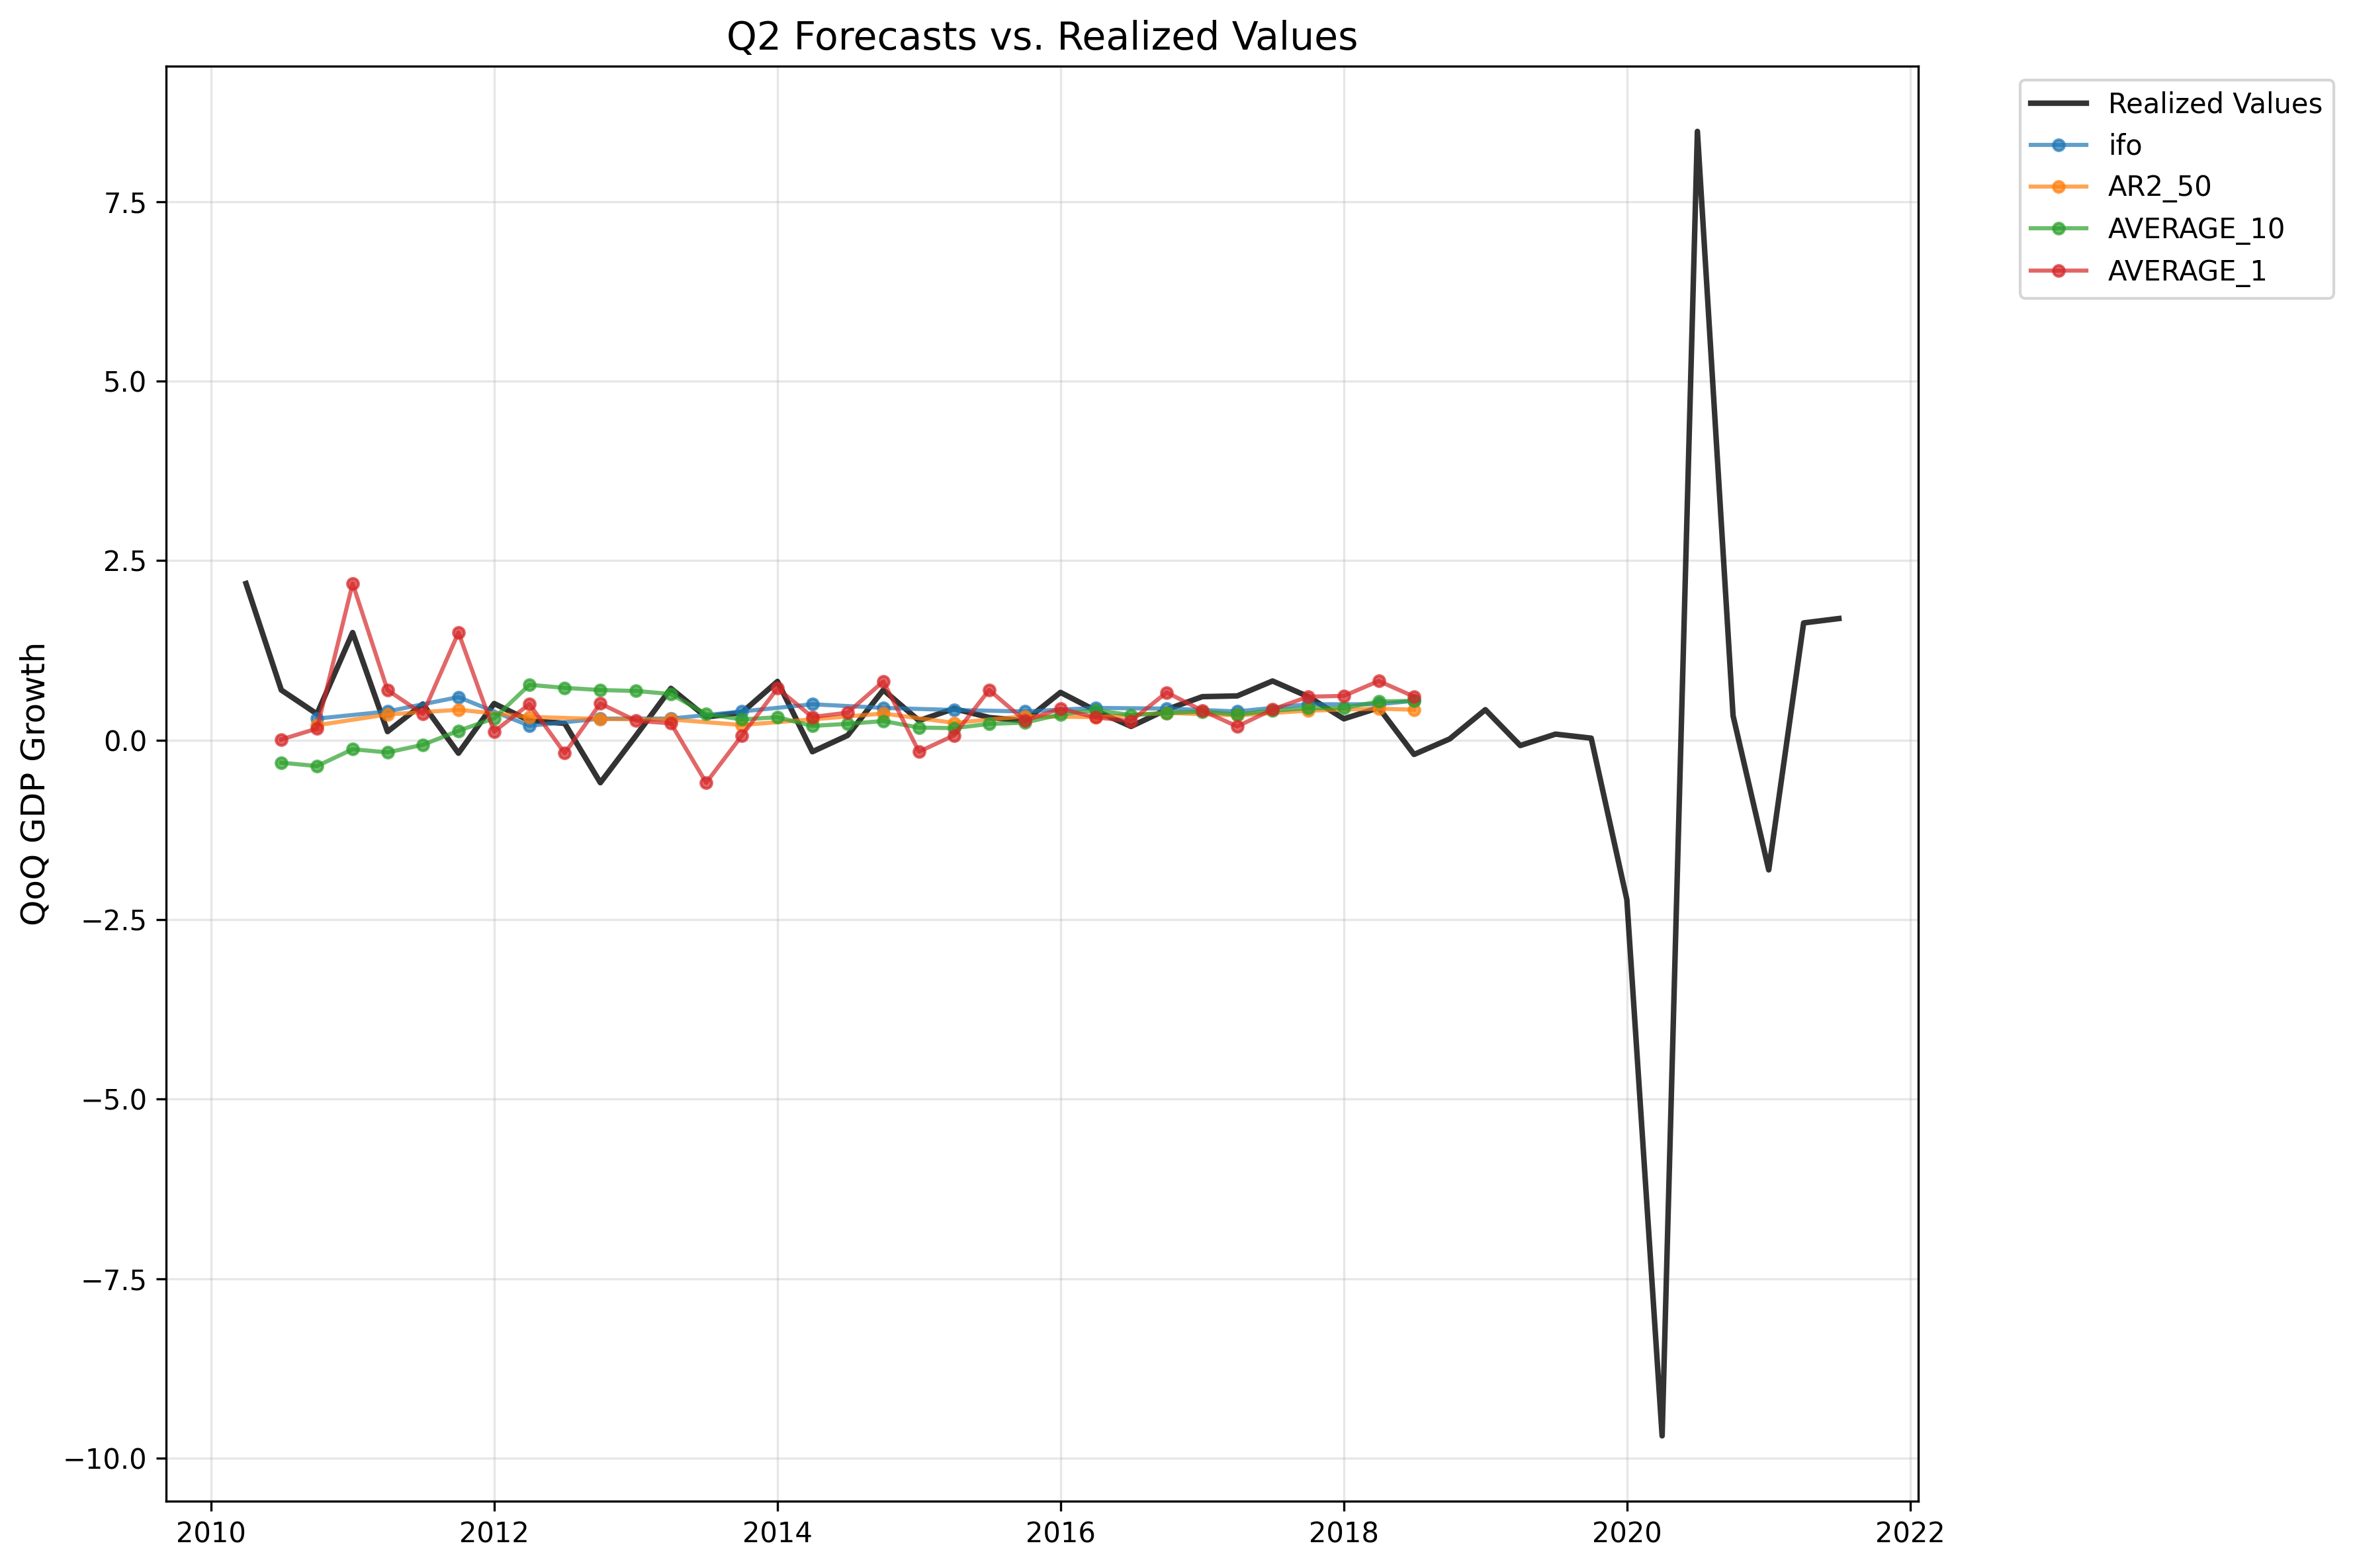 Q2 Forecasts vs. Realized Values
Realized Values
ifo
AR2_50
AVERAGE_10
AVERAGE_1
QoQ GDP Growth
7.5
5.0
2.5
0.0
−2.5
−5.0
−7.5
−10.0
2010 2012 2014 2016 2018 2020 2022